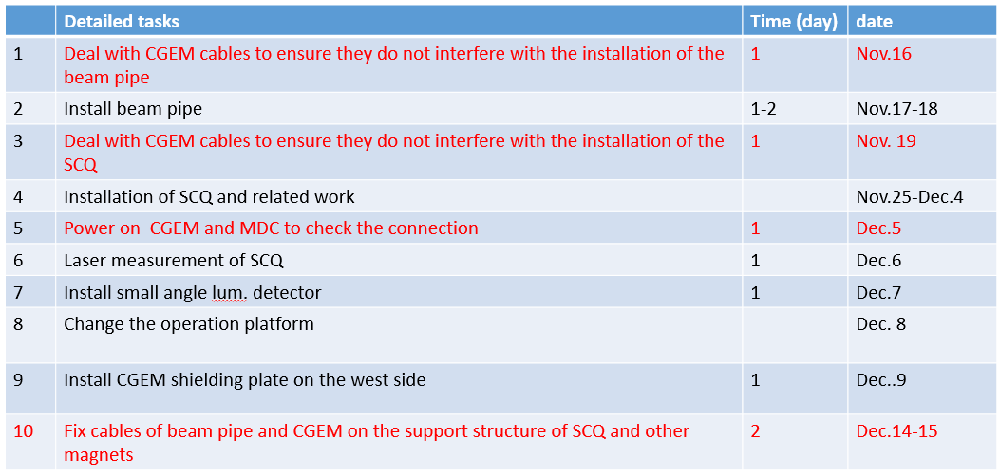 Detailed tasks Time (day) date
1 Deal with CGEM cables to ensure they do not interfere with the installation of the 1 Nov.16
beam pipe
2 Install beam pipe 1-2 Nov.17-18
3 Deal with CGEM cables to ensure they do not interfere with the installation of the 1 Nov. 19
SCQ
4 Installation of SCQ and related work Nov.25-Dec.4
5 Power on  CGEM and MDC to check the connection 1 Dec.5
6 Laser measurement of SCQ 1 Dec.6
7 Install small angle lum. detector 1 Dec.7
8 Change the operation platform Dec. 8
9 Install CGEM shielding plate on the west side 1 Dec..9
10 Fix cables of beam pipe and CGEM on the support structure of SCQ and other 2 Dec.14-15
magnets